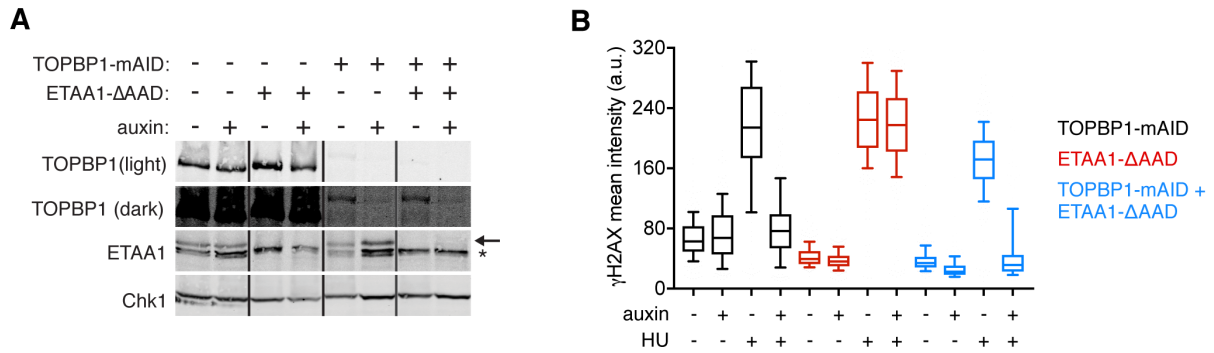 A
TOPBP1-mAID: - - - - + + + +
ETAA1-ΔAAD: - - + + - - + +
auxin: - + - + - + - +
TOPBP1(light)
TOPBP1 (dark)
ETAA1
*
Chk1
B
γH2AX mean intensity (a.u.)
320
240
160
80
0
auxin - + - + - + - + - + - +
HU - - + + - - + + - - + +
TOPBP1-mAID
ETAA1-ΔAAD
TOPBP1-mAID +
ETAA1-ΔAAD